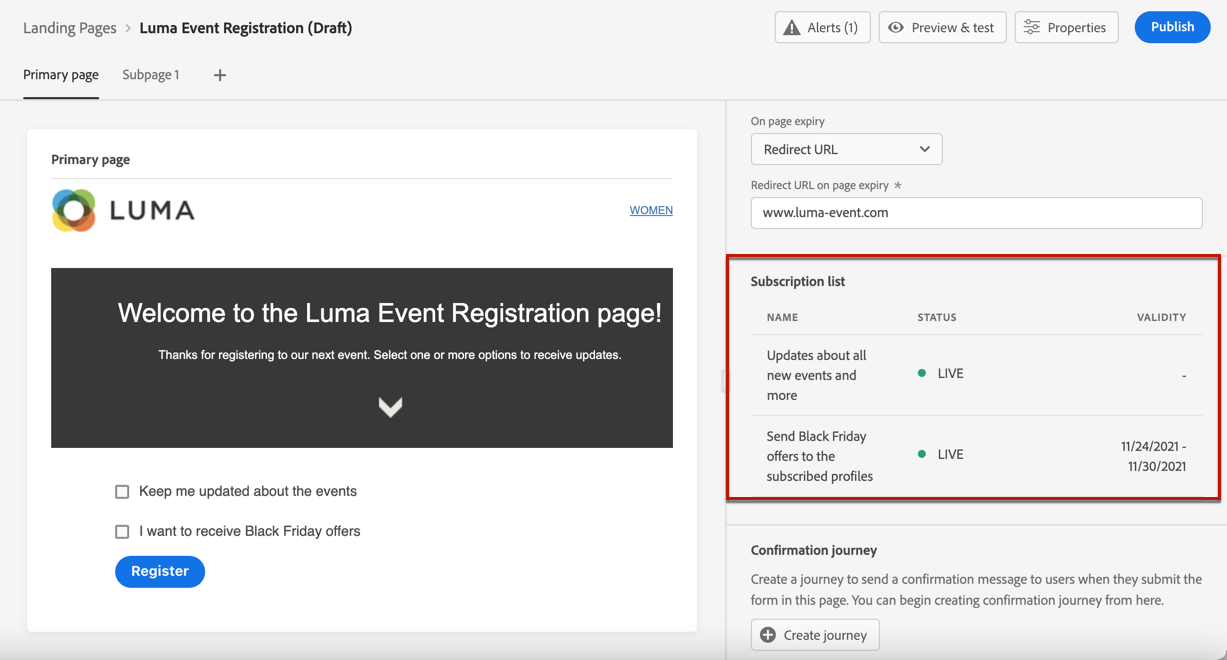 Landing Pages > Luma Event Registration (Draft)
Alerts (1)
Preview & test
Properties
Publish
Primary page
Subpage 1
+
Primary page
LUMA
WOMEN
Welcome to the Luma Event Registration page!
Thanks for registering to our next event. Select one or more options to receive updates.
Keep me updated about the events
I want to receive Black Friday offers
Register
On page expiry
Redirect URL
Redirect URL on page expiry *
www.luma-event.com
Subscription list
NAME STATUS VALIDITY
Updates about all
new events and
more
LIVE
-
Send Black Friday
offers to the
subscribed profiles
LIVE
11/24/2021 -
11/30/2021
Confirmation journey
Create a journey to send a confirmation message to users when they submit the
form in this page. You can begin creating confirmation journey from here.
Create journey